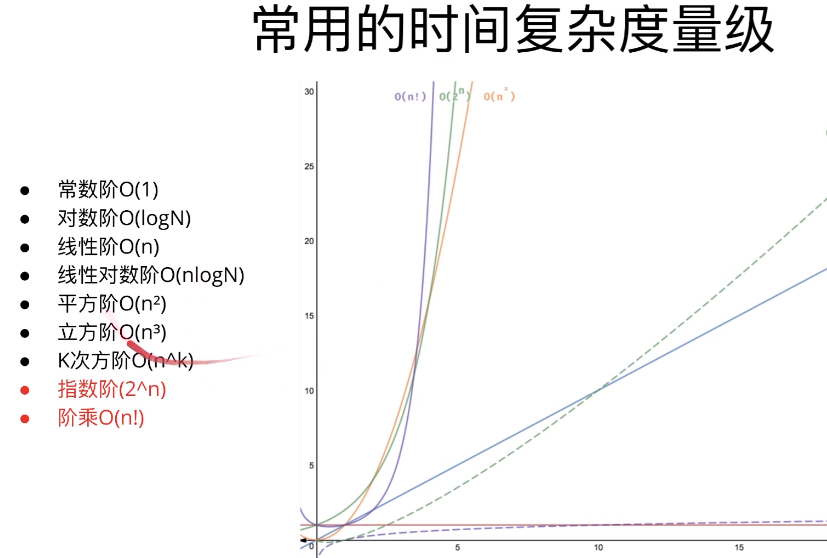 常用的时间复杂度量级
常数阶O(1)
对数阶O(logN)
线性阶O(n)
线性对数阶O(nlogN)
平方阶O(n²)
立方阶O(n³)
K次方阶O(n^k)
指数阶(2^n)
阶乘O(n!)
O(n!) O(2ⁿ) O(n²)
30
25
20
15
10
5
0 5 10 15